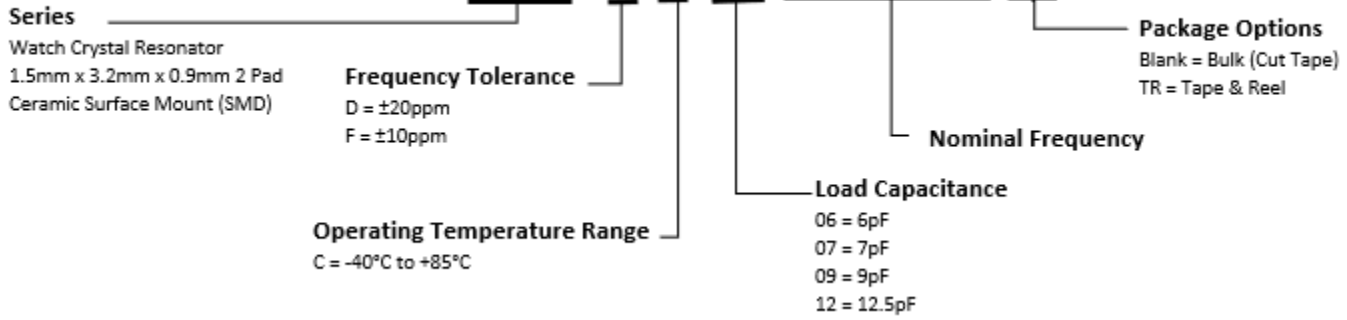 Series
Watch Crystal Resonator
1.5mm x 3.2mm x 0.9mm 2 Pad
Ceramic Surface Mount (SMD)
Frequency Tolerance
D = ±20ppm
F = ±10ppm
Operating Temperature Range
C = -40°C to +85°C
Load Capacitance
06 = 6pF
07 = 7pF
09 = 9pF
12 = 12.5pF
Nominal Frequency
Package Options
Blank = Bulk (Cut Tape)
TR = Tape & Reel